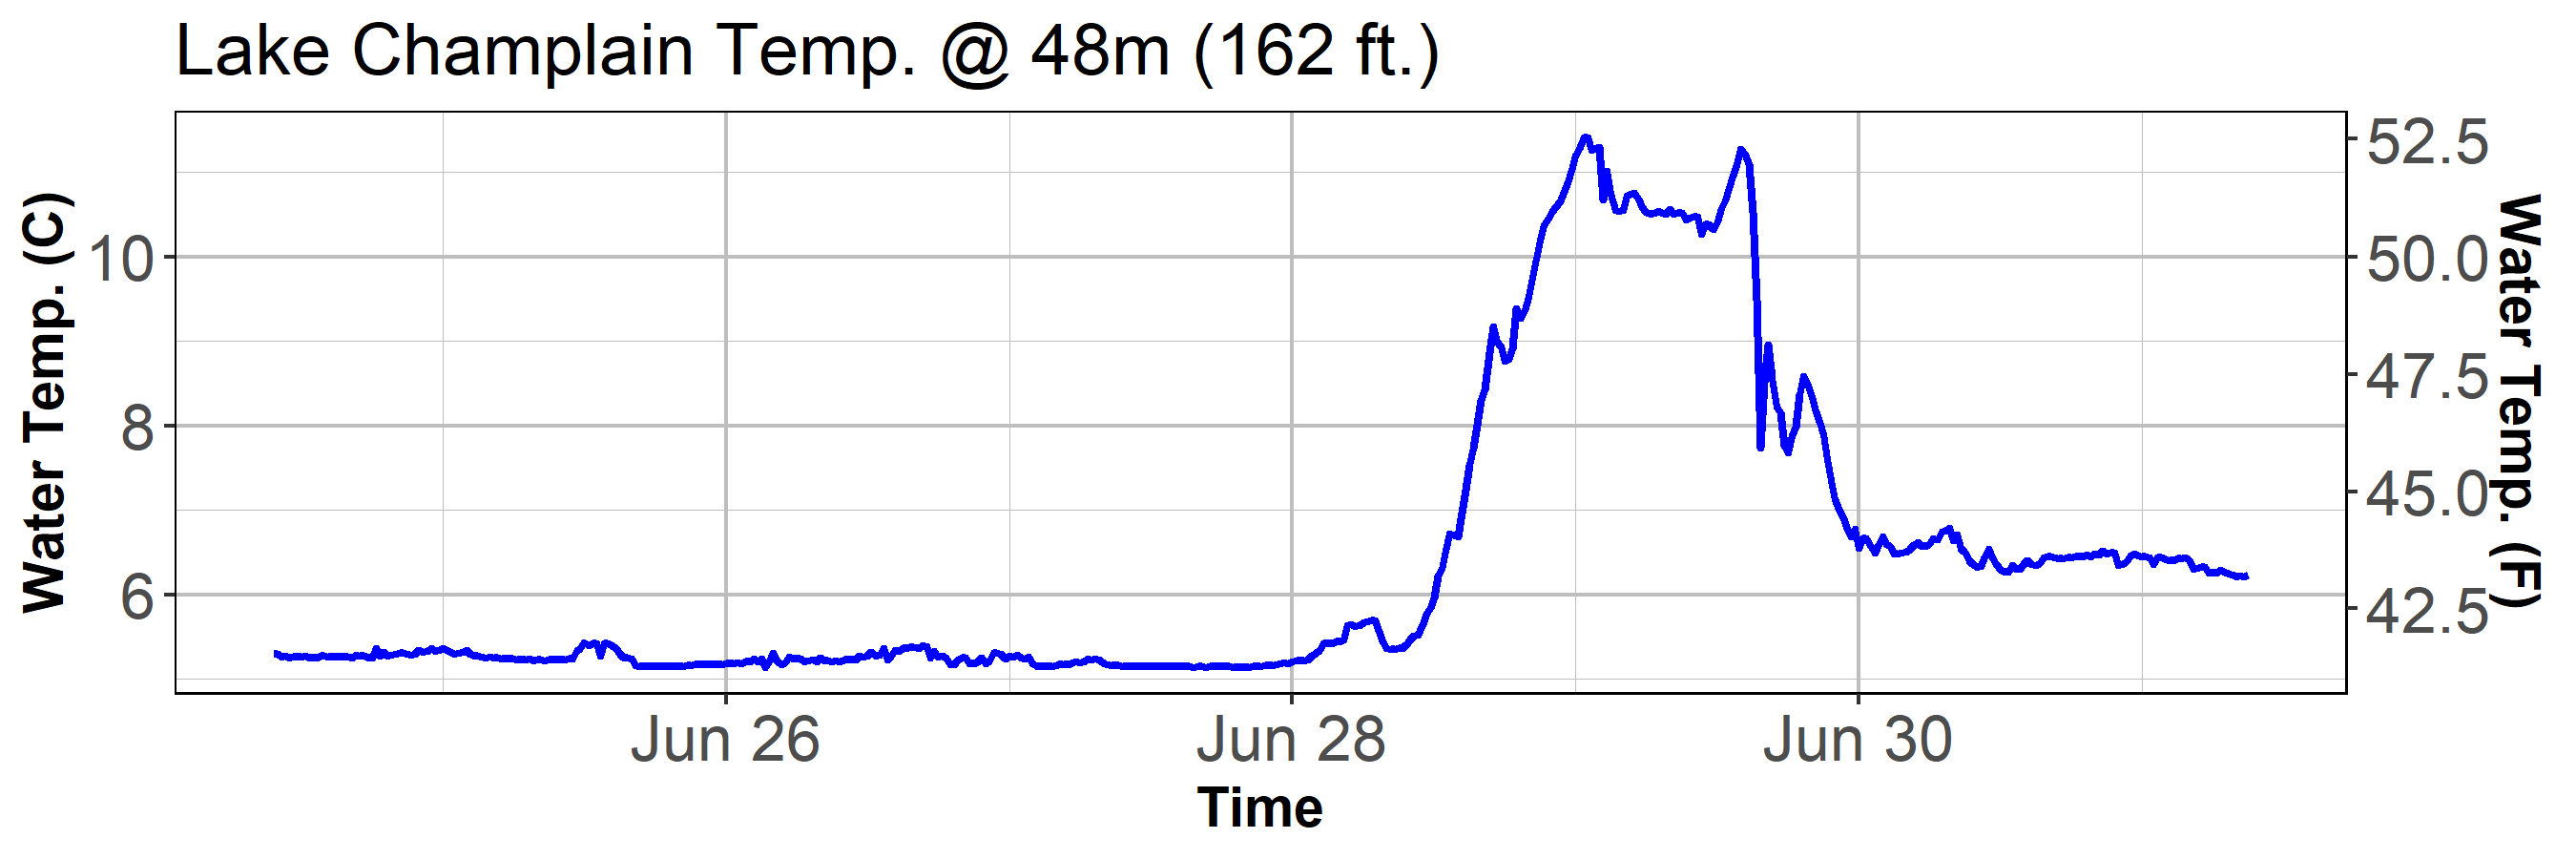 Lake Champlain Temp. @ 48m (162 ft.)
Water Temp. (C)
10
8
6
52.5
50.0
47.5
45.0
42.5
Water Temp. (F)
Jun 26
Jun 28
Jun 30
Time